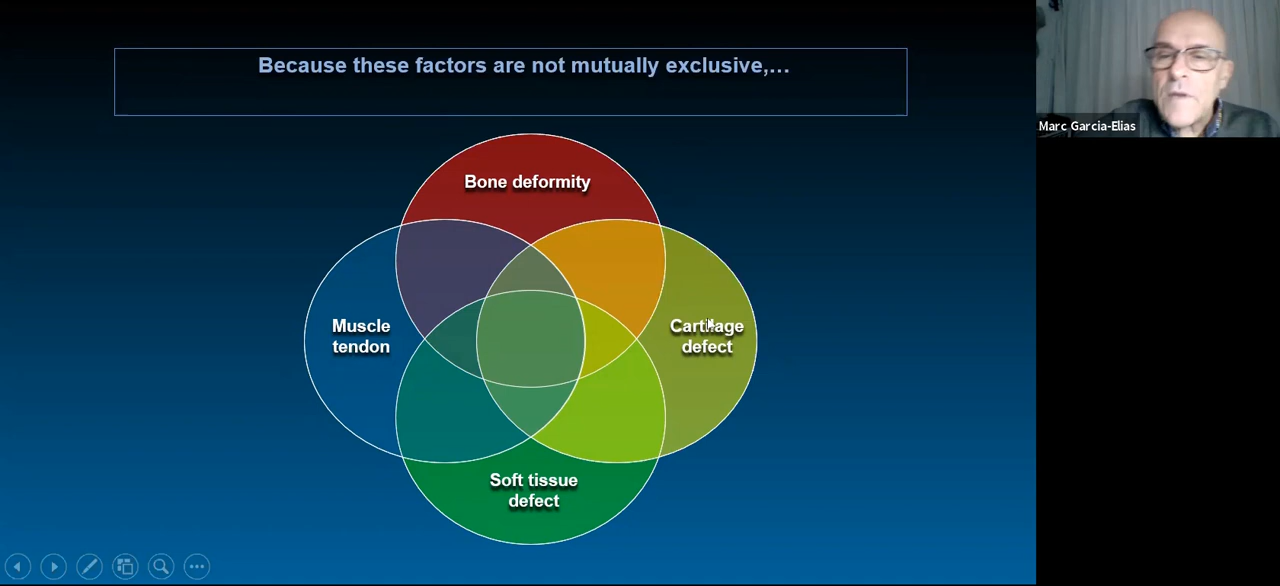 Because these factors are not mutually exclusive,...
Marc Garcia-Elias
Bone deformity
Muscle
tendon
Cartilage
defect
Soft tissue
defect